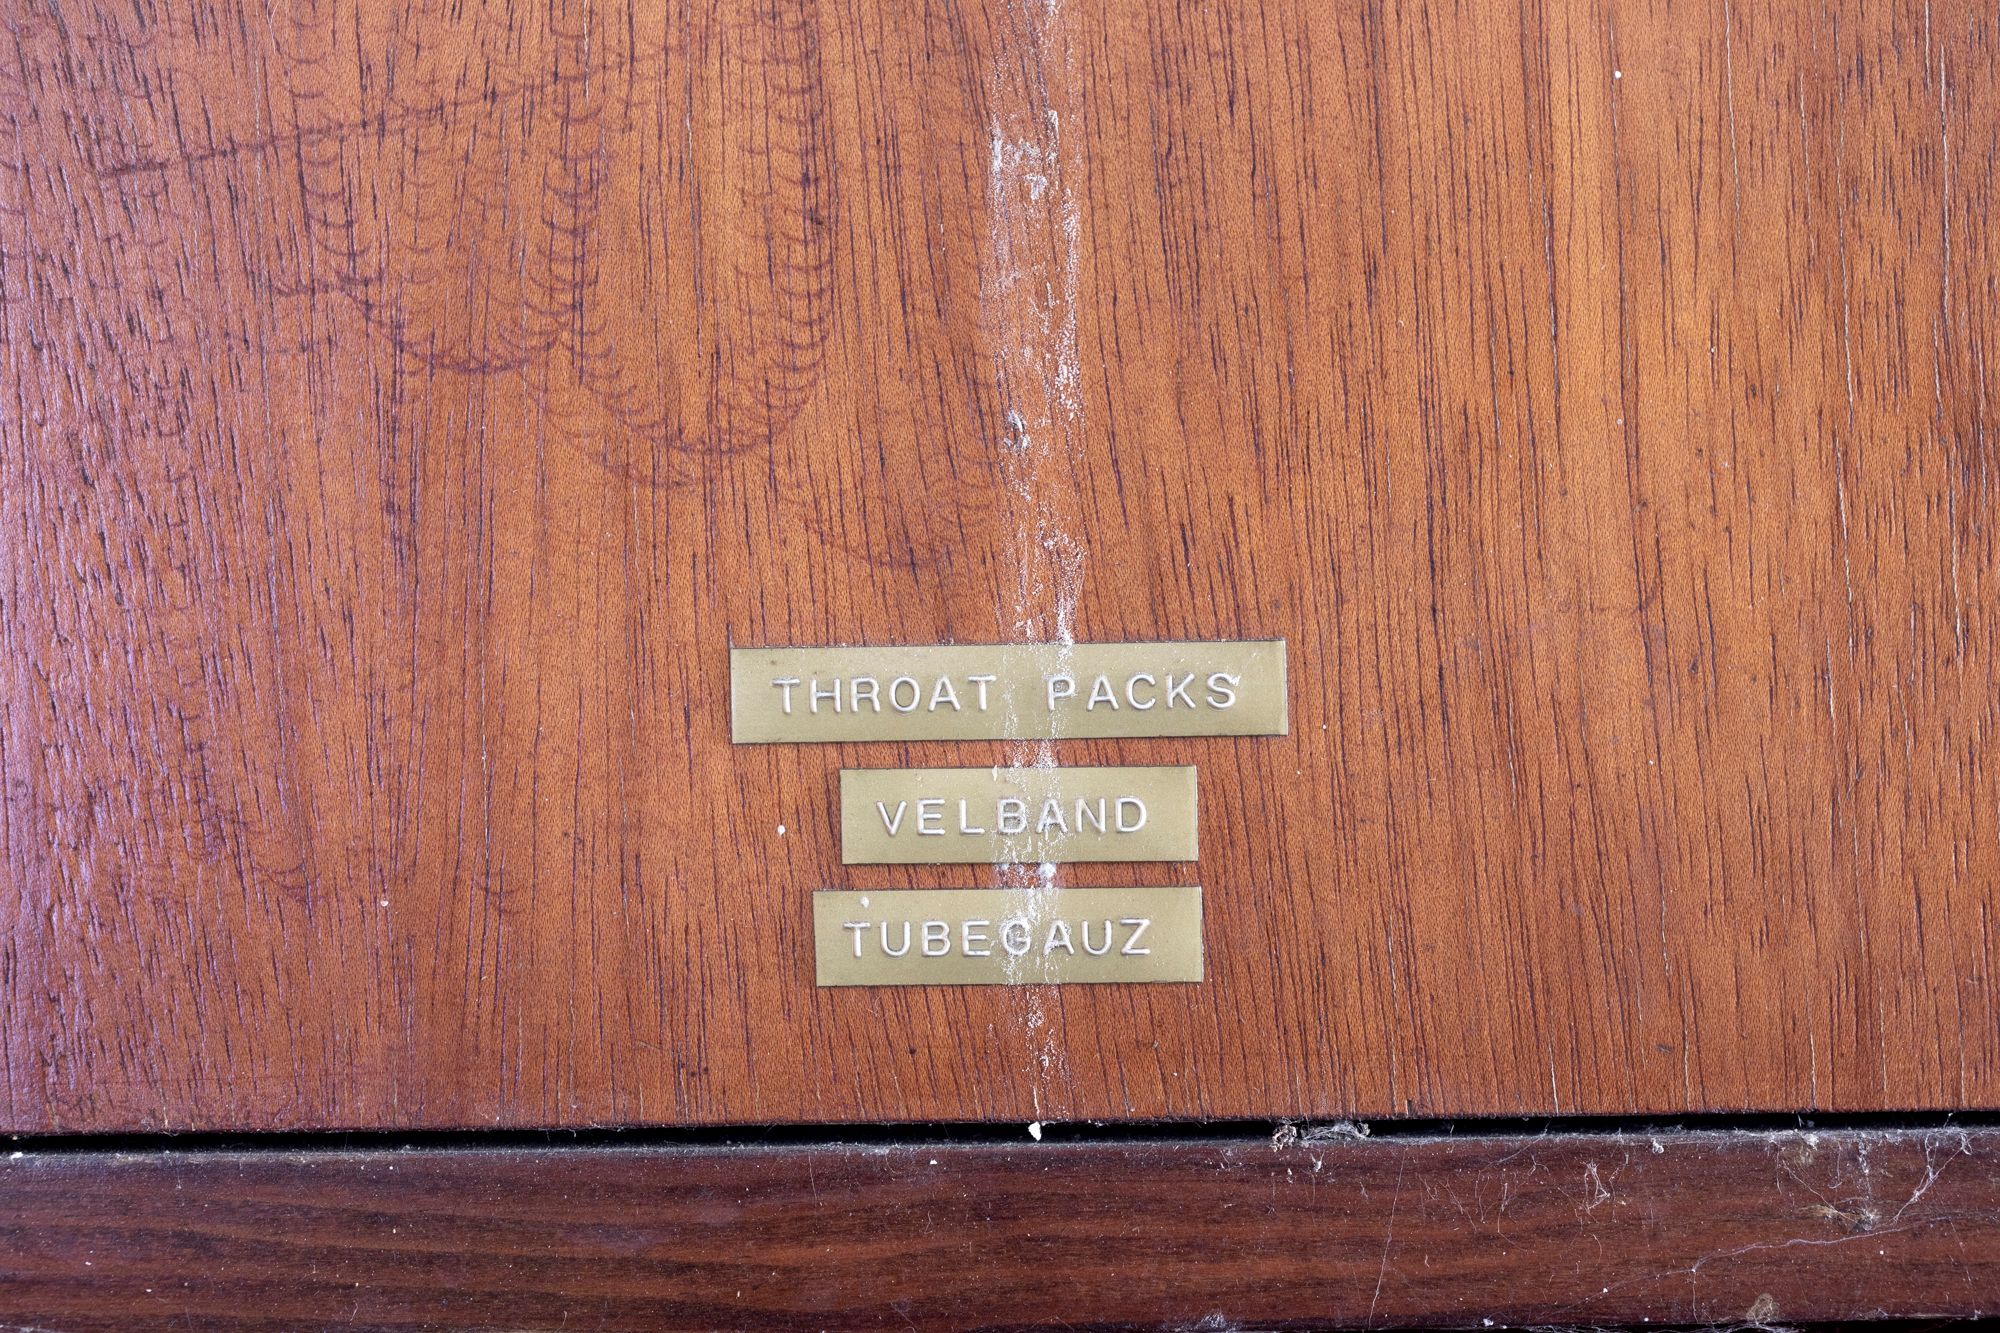 THROAT PACKS
VELBAND
TUBEGAUZ